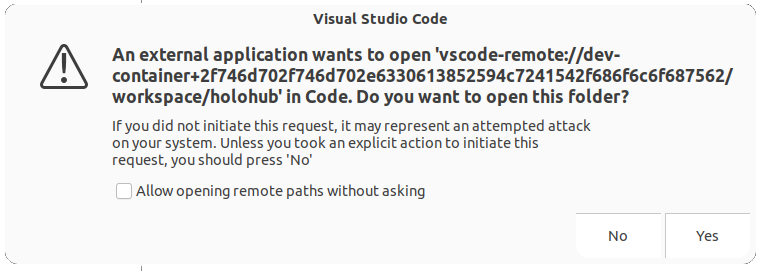 Visual Studio Code
An external application wants to open 'vscode-remote://dev-
container+2f746d702f746d702e6330613852594c7241542f686f6c6f687562/
workspace/holohub' in Code. Do you want to open this folder?
If you did not initiate this request, it may represent an attempted attack
on your system. Unless you took an explicit action to initiate this
request, you should press 'No'
Allow opening remote paths without asking
No
Yes